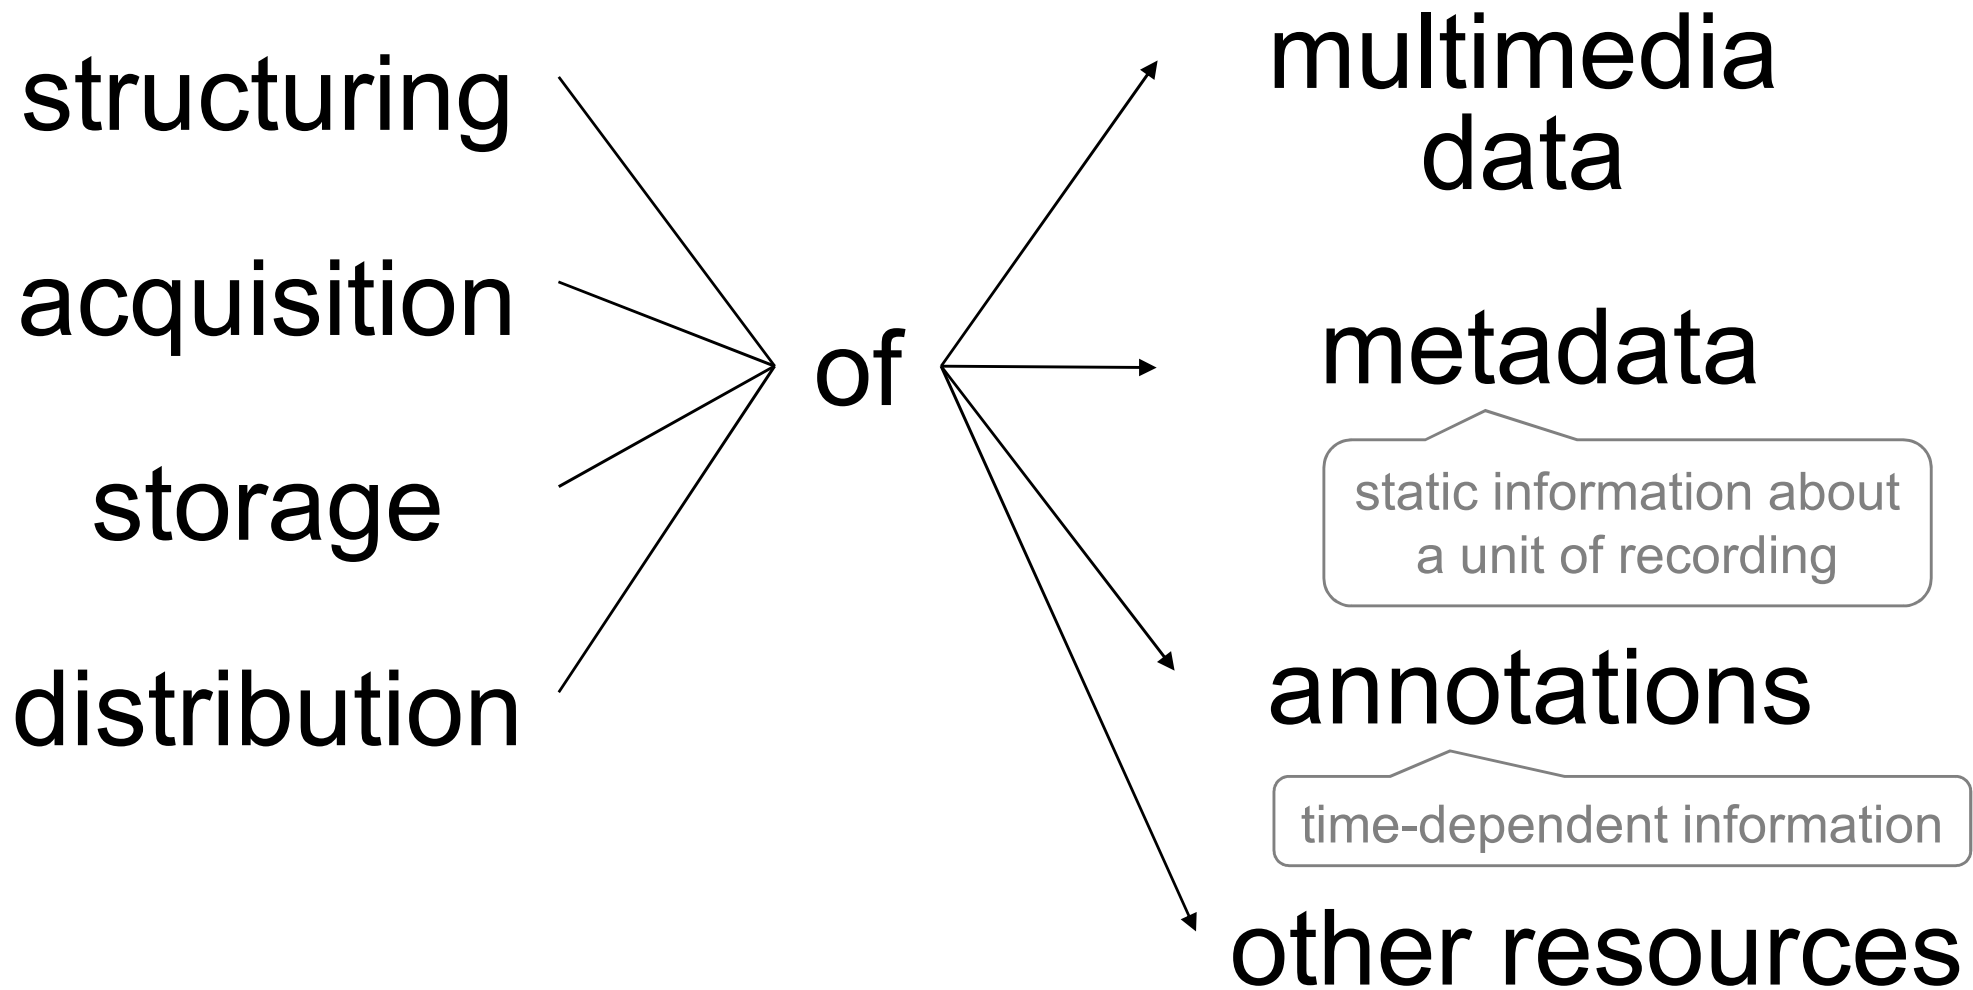 structuring
acquisition
storage
distribution
of
multimedia
data
metadata
static information about
a unit of recording
annotations
time-dependent information
other resources